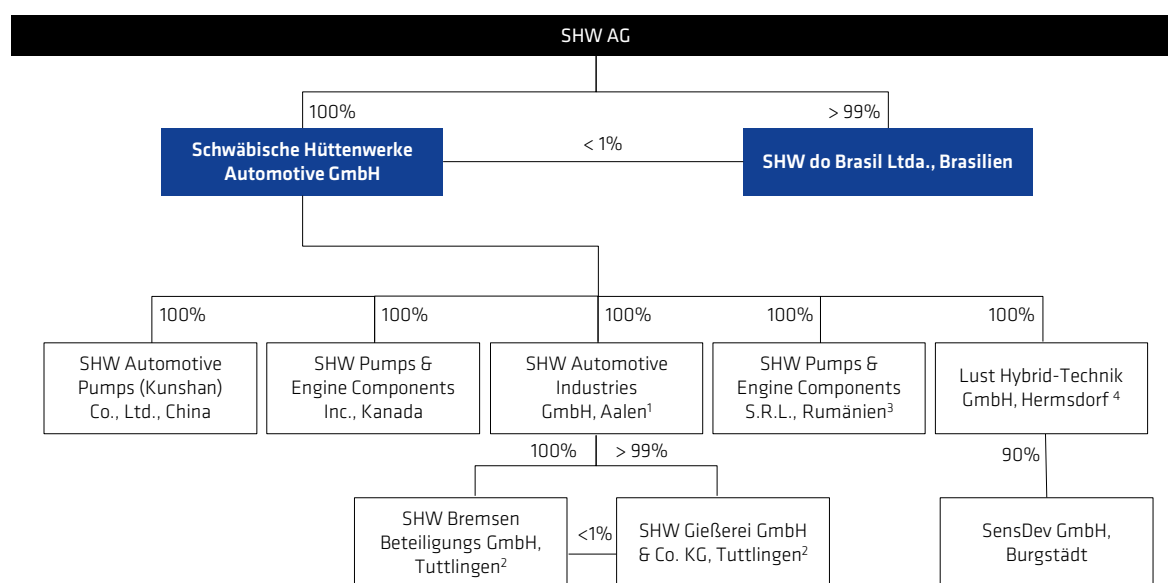 SHW AG
100%
> 99%
Schwäbische Hüttenwerke
Automotive GmbH
< 1%
SHW do Brasil Ltda., Brasilien
100%
100%
100%
100%
100%
SHW Automotive
Pumps (Kunshan)
Co., Ltd., China
SHW Pumps &
Engine Components
Inc., Kanada
SHW Automotive
Industries
GmbH, Aalen¹
SHW Pumps &
Engine Components
S.R.L., Rumänien³
Lust Hybrid-Technik
GmbH, Hermsdorf ⁴
100%
> 99%
90%
SHW Bremsen
Beteiligungs GmbH,
Tuttlingen²
<1%
SHW Gießerei GmbH
& Co. KG, Tuttlingen²
SensDev GmbH,
Burgstädt